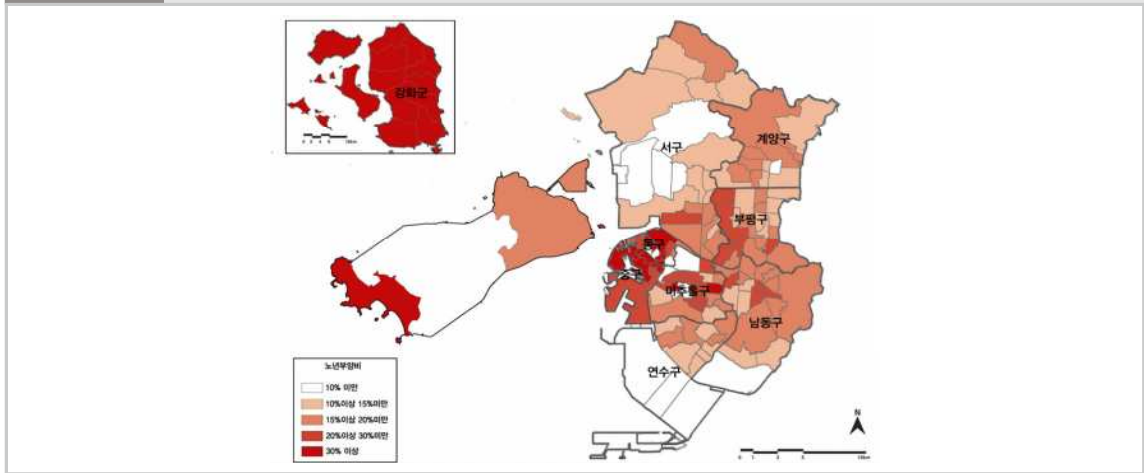 강화군
서구
계양구
부평구
동구
중구
미추홀구
남동구
연수구
노년부양비
10% 미만
10%이상 15%미만
15%이상 20%미만
20%이상 30%미만
30% 이상
N